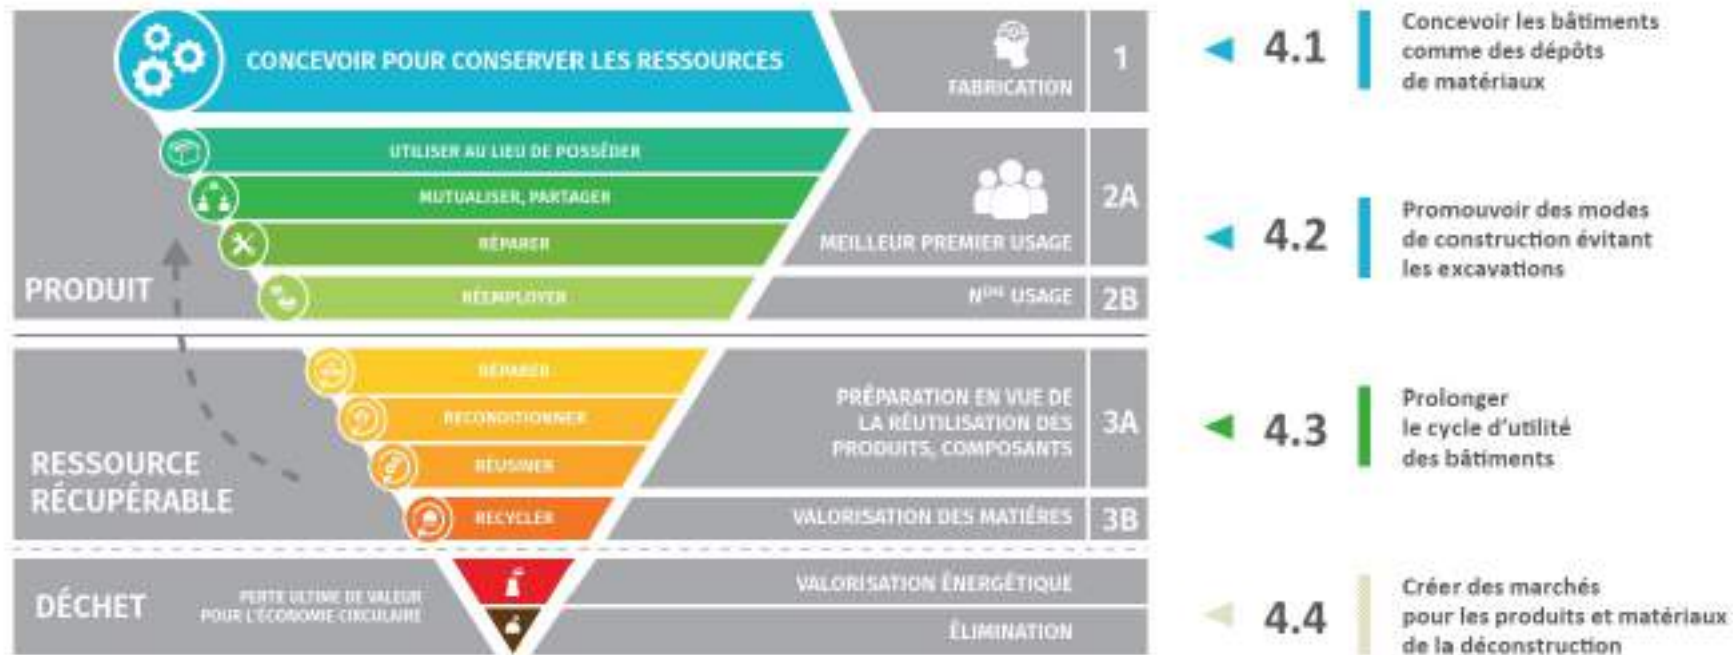 CONCEVOIR POUR CONSERVER LES RESSOURCES
FABRICATION
1
UTILISER AU LIEU DE POSSÉDER
MUTUALISER, PARTAGER
RÉPARER
MEILLEUR PREMIER USAGE
2A
PRODUIT
RÉEMPLOYER
NIÈME USAGE
2B
RÉPARER
RECONDITIONNER
RÉUSINER
PRÉPARATION EN VUE DE
LA RÉUTILISATION DES
PRODUITS, COMPOSANTS
3A
RESSOURCE
RÉCUPÉRABLE
RECYCLER
VALORISATION DES MATIÉRES
3B
DÉCHET
PERTE ULTIME DE VALEUR
POUR L'ÉCONOMIE CIRCULAIRE
VALORISATION ÉNERGÉTIQUE
ÉLIMINATION
4.1
Concevoir les bâtiments
comme des dépôts
de matériaux
4.2
Promouvoir des modes
de construction évitant
les excavations
4.3
Prolonger
le cycle d'utilité
des bâtiments
4.4
Créer des marchés
pour les produits et matériaux
de la déconstruction